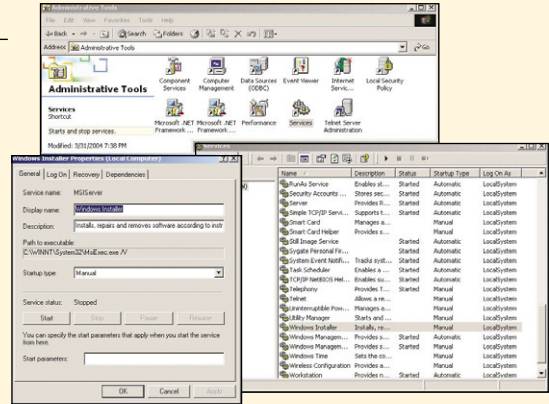 Administrative Tools
File Edit View Favorites Tools Help
Back Search Folders
Address Administrative Tools Go
Administrative Tools
Services
Shortcut
Starts and stop services.
Modified: 3/31/2004 7:38 PM
Component Services
Computer Management
Data Sources (ODBC)
Event Viewer
Internet Servic...
Local Security Policy
Microsoft .NET Framework ...
Microsoft .NET Framework ...
Performance
Services
Telnet Server Administration
Services
Name Description Status Startup Type Log On As
RunAs Service Enables st... Started Automatic LocalSystem
Security Accounts ... Stores sec... Started Automatic LocalSystem
Server Provides R... Started Automatic LocalSystem
Simple TCP/IP Servi... Supports t... Started Automatic LocalSystem
Smart Card Manages a... Manual LocalSystem
Smart Card Helper Provides s... Manual LocalSystem
Still Image Service Started Automatic LocalSystem
Sygate Personal Fir... Started Automatic LocalSystem
System Event Notifi... Tracks syst... Started Automatic LocalSystem
Task Scheduler Enables a ... Started Automatic LocalSystem
TCP/IP NetBIOS Hel... Enables su... Started Automatic LocalSystem
Telephony Provides T... Started Manual LocalSystem
Telnet Allows a re... Manual LocalSystem
Uninterruptible Pow... Manages a... Manual LocalSystem
Utility Manager Starts and ... Manual LocalSystem
Windows Installer Installs, re... Manual LocalSystem
Windows Managem... Provides s... Started Automatic LocalSystem
Windows Managem... Provides s... Started Manual LocalSystem
Windows Time Sets the co... Manual LocalSystem
Wireless Configuration Provides a... Manual LocalSystem
Workstation Provides n... Started Automatic LocalSystem
Windows Installer Properties (Local Computer)
General Log On Recovery Dependencies
Service name: MSIServer
Display name: Windows Installer
Description: Installs, repairs and removes software according to instr
Path to executable:
C:\WINNT\System32\MsiExec.exe /V
Startup type: Manual
Service status: Stopped
Start Stop Pause Resume
You can specify the start parameters that apply when you start the service
from here.
Start parameters:
OK Cancel Apply